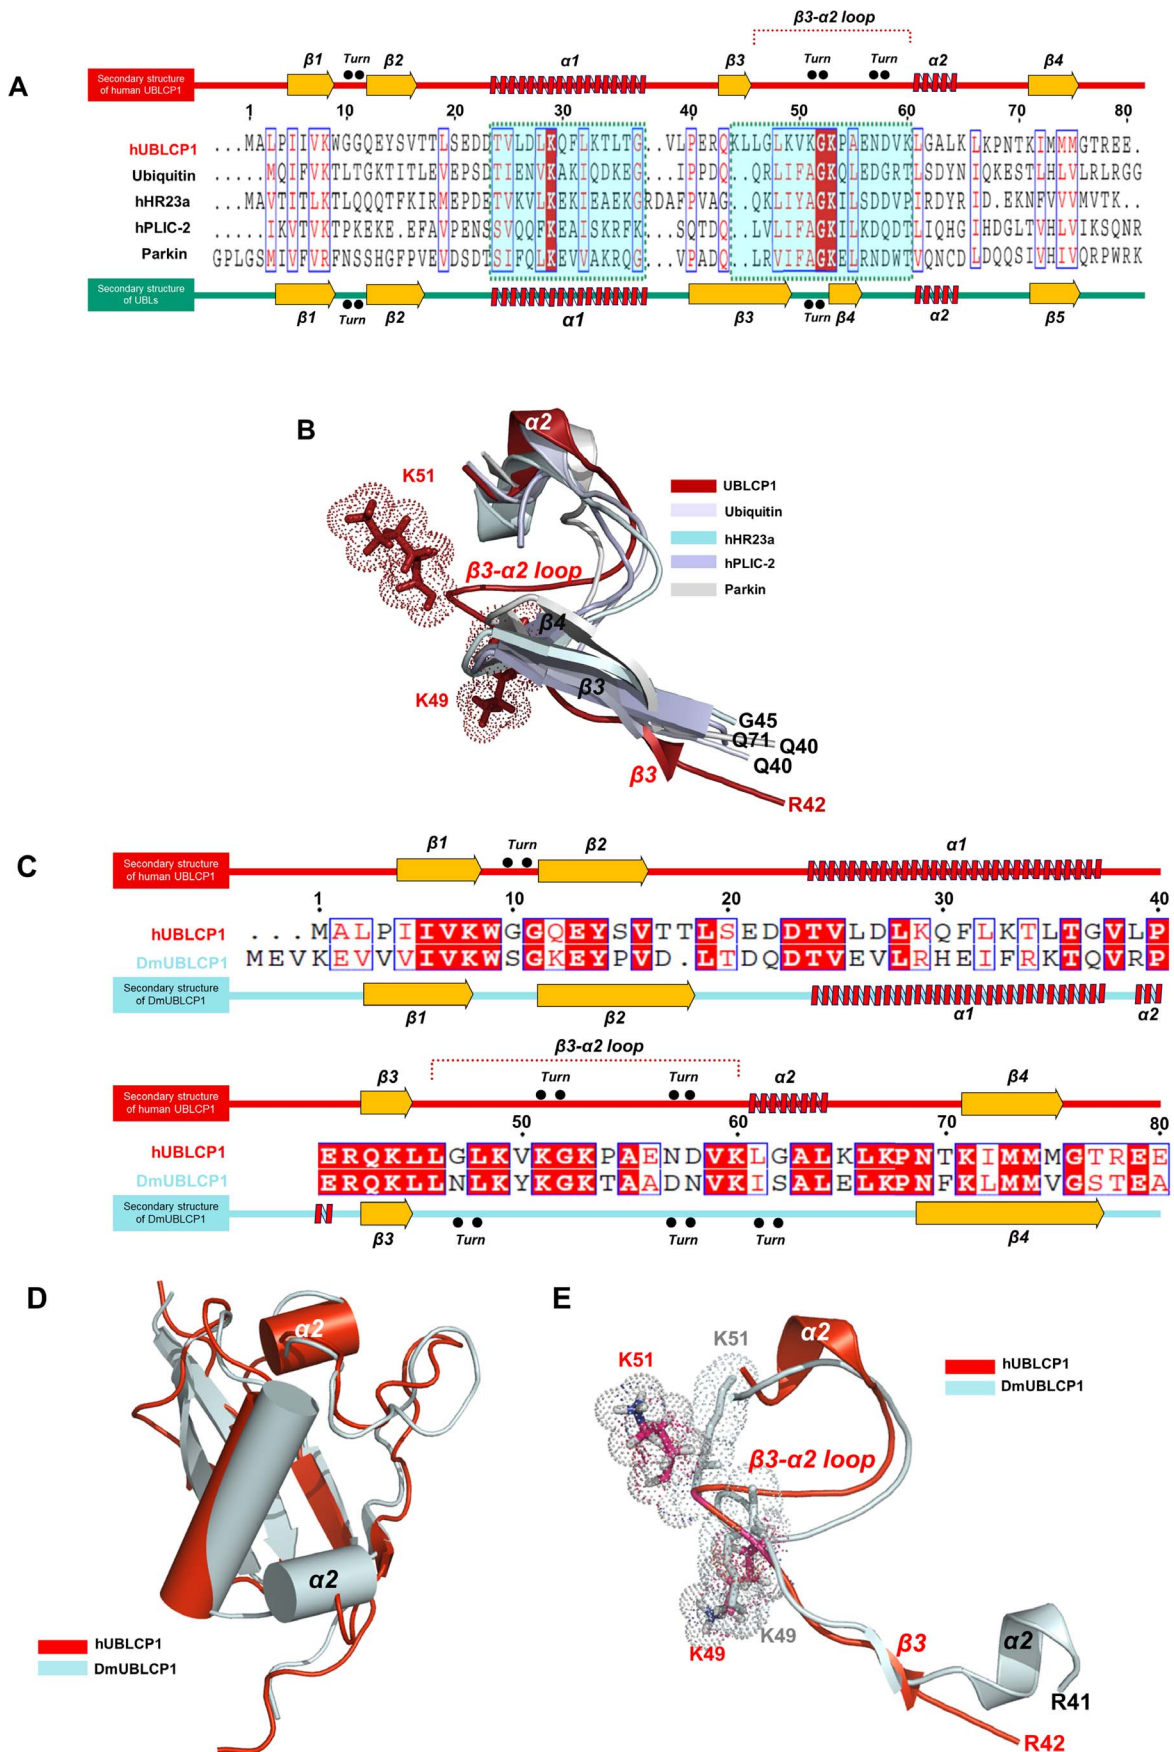 β3-α2 loop
A
Secondary structure of human UBLCP1
β1 Turn β2 α1 β3 α2 β4
1 10 20 30 40 50 60 70 80
hUBLCP1 ...MALPIIVKWGGQEYSVTTLSEDDTVLDLKQFLKTLTG..VLPERQKLLGLKVKGKPAENDVKLGALKLKPNTKIMMMGTREE.
Ubiquitin .....MQIFVKTLTGKTITLEVEPSDTIENVKAKIQDKEG...IPPDQ..QRLIFAGKQLEDGRTLSDYNIQKESTLHLVLRLRGG
hHR23a ...MAVTITLKTLQQQTFKIRMEPDETVKVLKEKIEAEKGRDAFPVAG..QKLIYAGKILSDDVPIRDYRID.EKNFVVVMVTK..
hPLIC-2 .....IKVTVKTPKEKE.EFAVPENSSVQQFKEAISKRFK...SQTDQ..LVLIFAGKILKDQDTLIQHGIHDGLTVHLVIKSQNR
Parkin GPLGSMIVFVRFNSSHGFPVEVDSDTSIFQLKEVVAKRQG...VPADQ..LRVIFAGKELRNDWTVQNCDLDQQSIVHIVQRPWRK
Secondary structure of UBLs
β1 Turn β2 α1 β3 Turn β4 α2 β5
B
α2
K51
UBLCP1
Ubiquitin
hHR23a
hPLIC-2
Parkin
β3-α2 loop
β4
β3
K49
G45
Q71
Q40
Q40
β3
R42
C
Secondary structure of human UBLCP1
β1 Turn β2 α1
1 10 20 30 40
hUBLCP1 ...MALPIIVKWGGQEYSVTTLSEDDTVLDLKQFLKTLTGVLP
DmUBLCP1 MEVKEVVVIVKWSGKEYPVD.LTDQDTVEVLRHEIFRKTQVRP
Secondary structure of DmUBLCP1
β1 β2 α1 α2
β3-α2 loop
Secondary structure of human UBLCP1
β3 Turn Turn α2 β4
50 60 70 80
hUBLCP1 ERQKLLGLKVKGKPAENDVKLGALKLKPNTKIMMMGTREE
DmUBLCP1 ERQKLLNLKYKGKTAADNVKISALELKPNFKLMMVGSTEA
Secondary structure of DmUBLCP1
β3 Turn Turn Turn β4
D
α2
α2
hUBLCP1
DmUBLCP1
E
α2
K51
K51
hUBLCP1
DmUBLCP1
β3-α2 loop
K49
K49
β3
α2
R41
R42